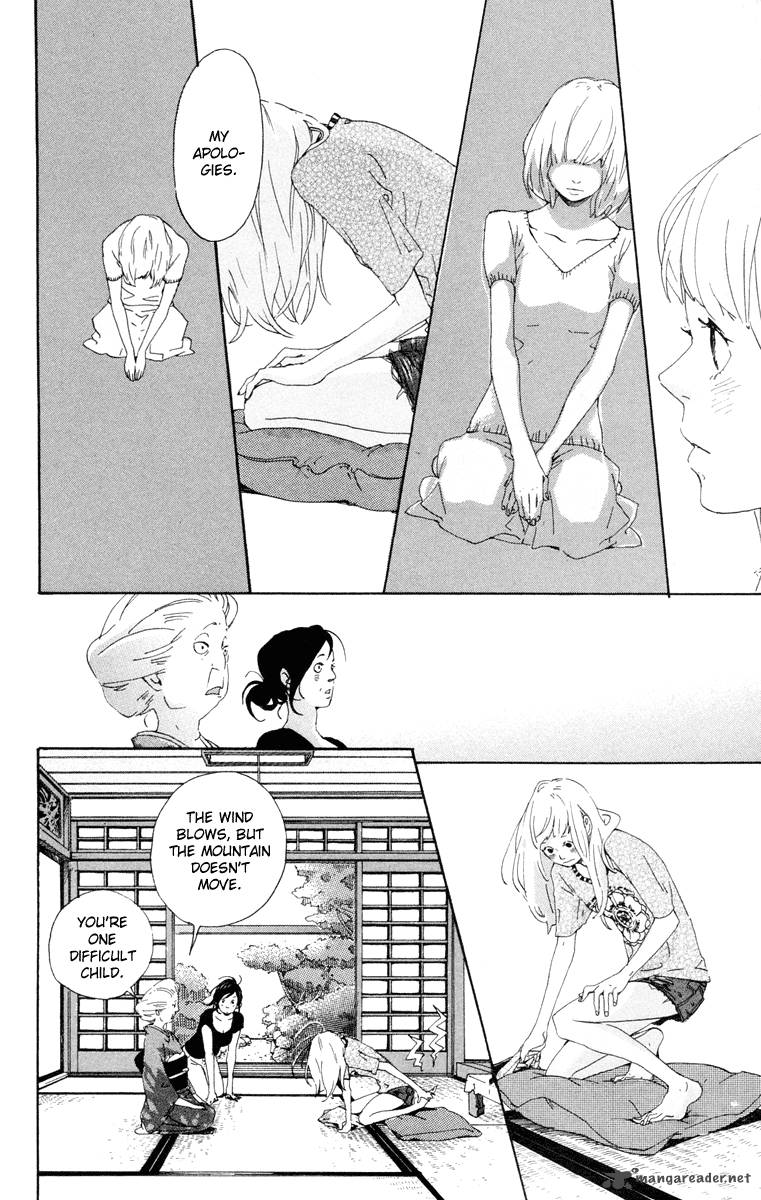 MY
APOLO-
GIES.
THE WIND
BLOWS, BUT
THE MOUNTAIN
DOESN'T
MOVE.
YOU'RE
ONE
DIFFICULT
CHILD.
mangareader.net